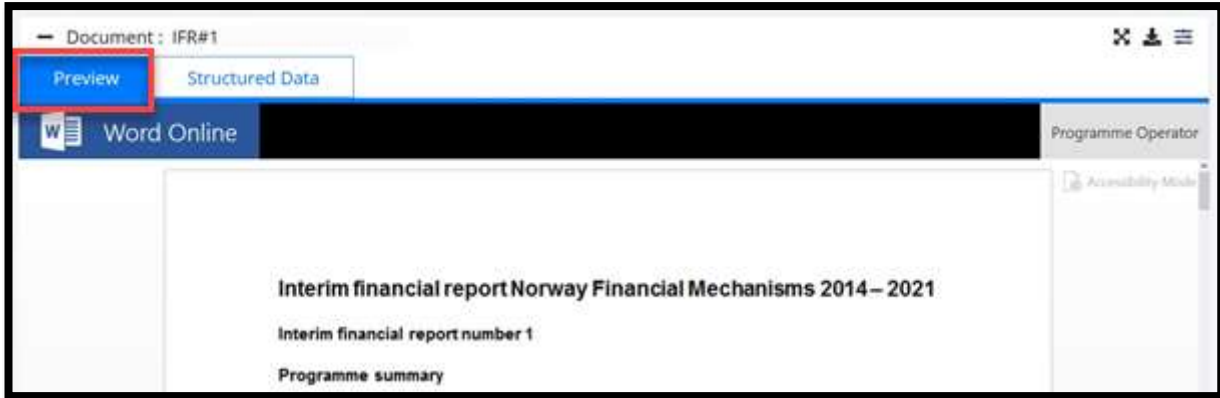 Document : IFR#1
Preview Structured Data
W Word Online Programme Operator
Accessibility Mode
Interim financial report Norway Financial Mechanisms 2014 – 2021
Interim financial report number 1
Programme summary